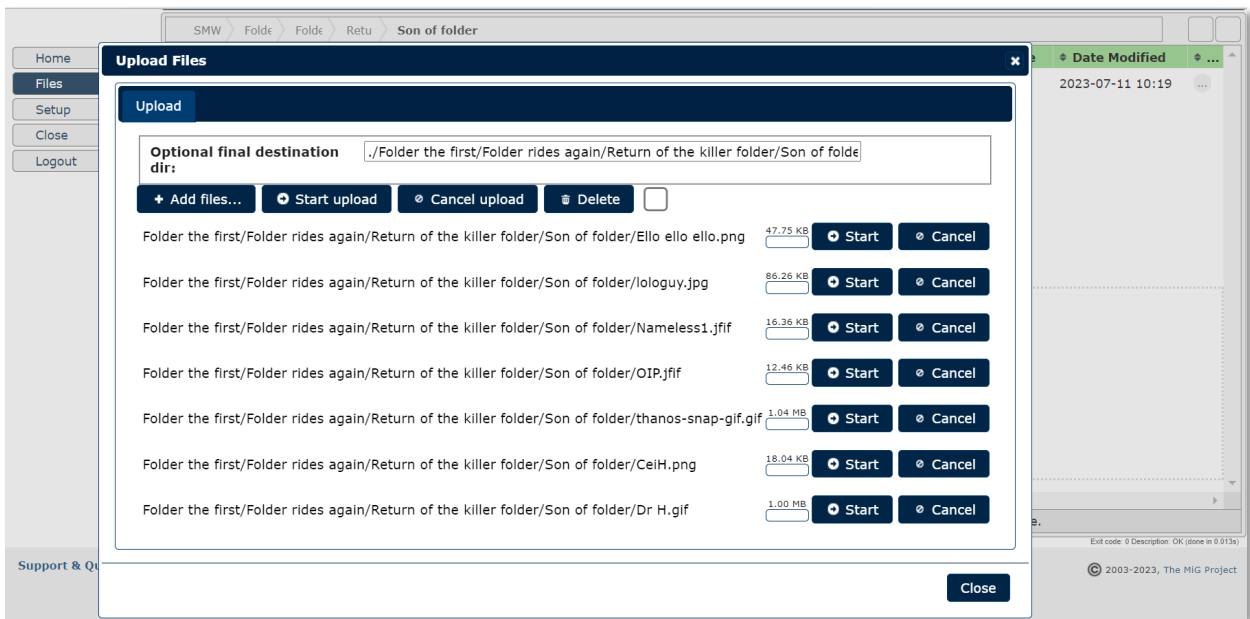 SMW Folde Folde Retu Son of folder
Home
Files
Setup
Close
Logout
Date Modified ...
2023-07-11 10:19 ...
Upload Files
Upload
Optional final destination
dir:
./Folder the first/Folder rides again/Return of the killer folder/Son of folde
Add files... Start upload Cancel upload Delete
Folder the first/Folder rides again/Return of the killer folder/Son of folder/Ello ello ello.png 47.75 KB Start Cancel
Folder the first/Folder rides again/Return of the killer folder/Son of folder/lologuy.jpg 86.26 KB Start Cancel
Folder the first/Folder rides again/Return of the killer folder/Son of folder/Nameless1.jfif 16.36 KB Start Cancel
Folder the first/Folder rides again/Return of the killer folder/Son of folder/OIP.jfif 12.46 KB Start Cancel
Folder the first/Folder rides again/Return of the killer folder/Son of folder/thanos-snap-gif.gif 1.04 MB Start Cancel
Folder the first/Folder rides again/Return of the killer folder/Son of folder/CeiH.png 18.04 KB Start Cancel
Folder the first/Folder rides again/Return of the killer folder/Son of folder/Dr H.gif 1.00 MB Start Cancel
e.
Exit code: 0 Description: OK (done in 0.013s)
Support & Qu
© 2003-2023, The MiG Project
Close